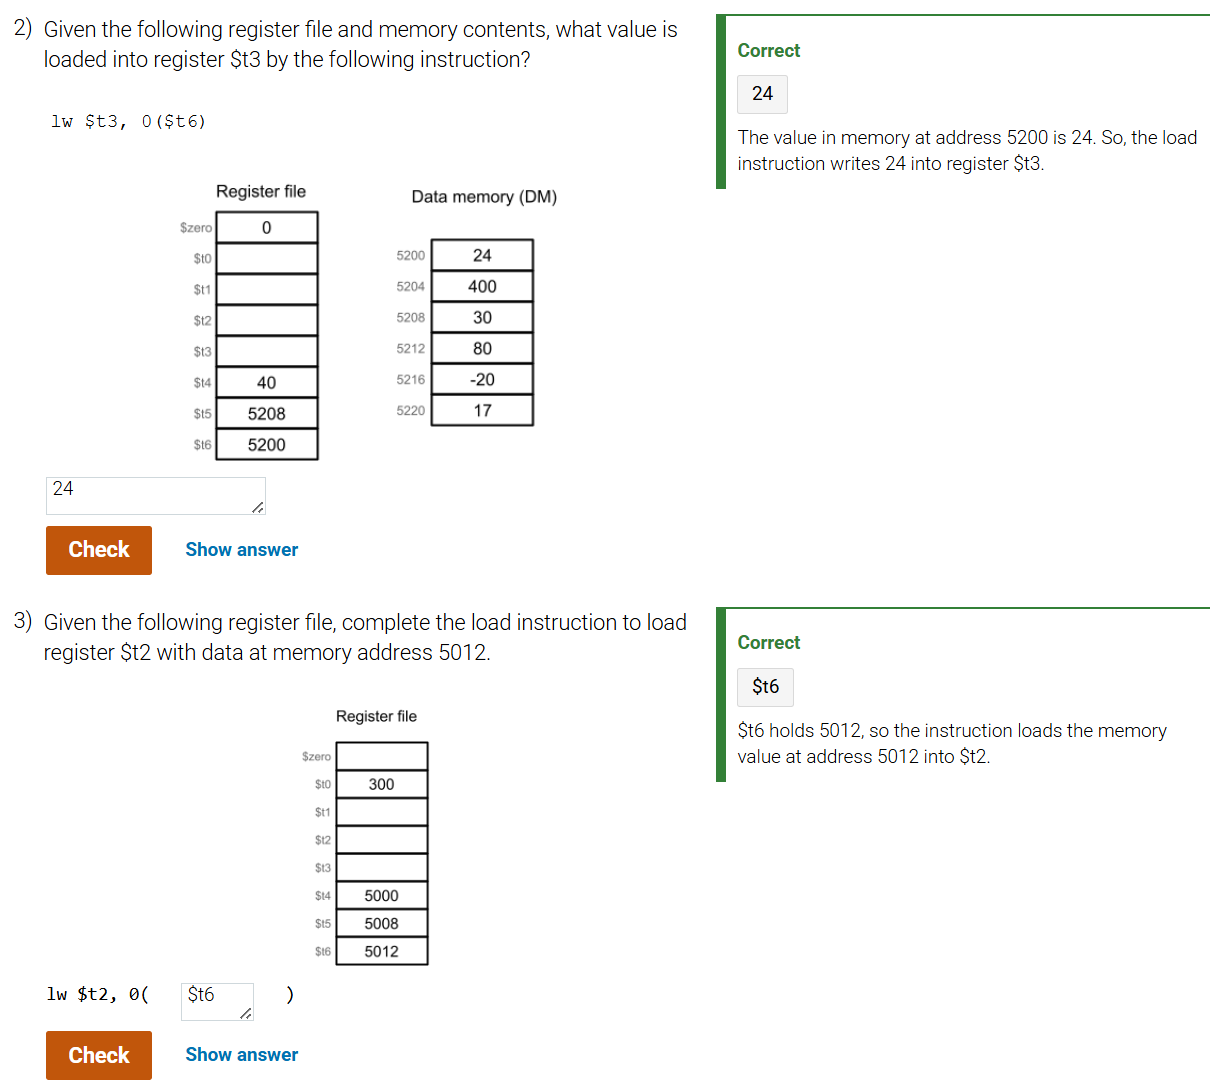 2) Given the following register file and memory contents, what value is
loaded into register $t3 by the following instruction?
lw $t3, 0($t6)
Register file
$zero 0
$t0
$t1
$t2
$t3
$t4 40
$t5 5208
$t6 5200
Data memory (DM)
5200 24
5204 400
5208 30
5212 80
5216 -20
5220 17
24
Check Show answer
Correct
24
The value in memory at address 5200 is 24. So, the load
instruction writes 24 into register $t3.
3) Given the following register file, complete the load instruction to load
register $t2 with data at memory address 5012.
Register file
$zero
$t0 300
$t1
$t2
$t3
$t4 5000
$t5 5008
$t6 5012
lw $t2, 0( $t6 )
Check Show answer
Correct
$t6
$t6 holds 5012, so the instruction loads the memory
value at address 5012 into $t2.